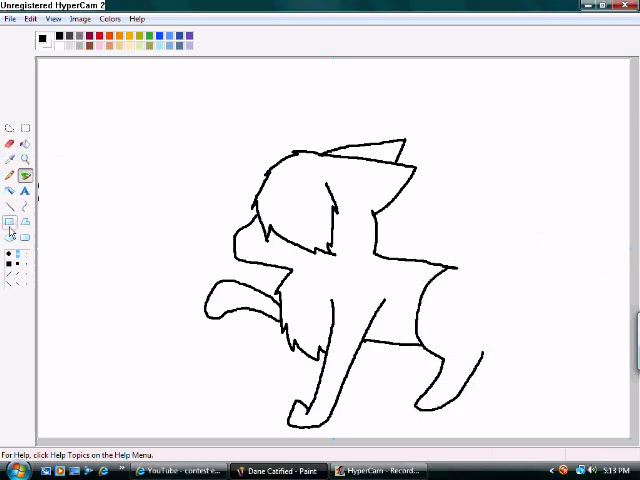 Unregistered HyperCam 2
File Edit View Image Colors Help
A
For Help, click Help Topics on the Help Menu.
YouTube - contest e...
Dane Catified - Paint
HyperCam - Record...
5:13 PM